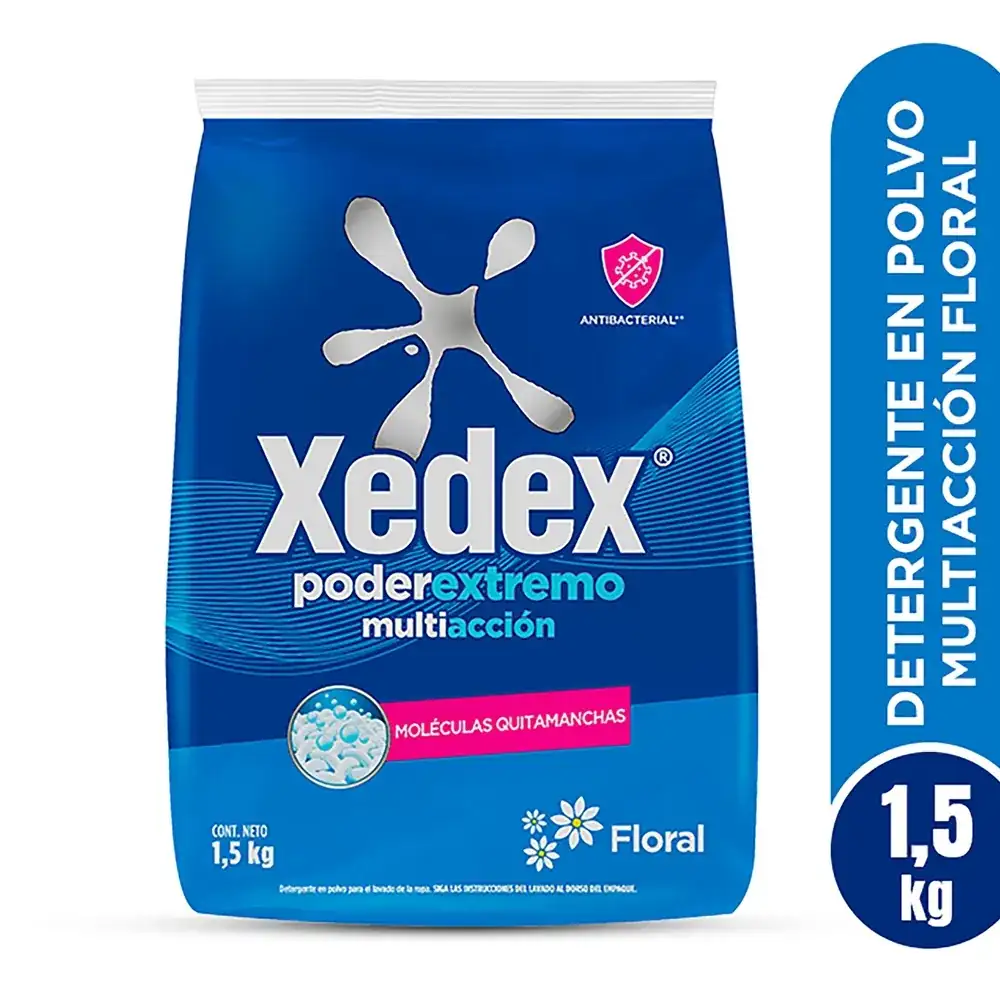 ANTIBACTERIAL**
Xedex®
poderextremo
multiacción
MOLÉCULAS QUITAMANCHAS
CONT. NETO
1,5 kg
Floral
Detergente en polvo para el lavado de la ropa. SIGA LAS INSTRUCCIONES DEL LAVADO AL DORSO DEL EMPAQUE.
DETERGENTE EN POLVO
MULTIACCIÓN FLORAL
1,5
kg